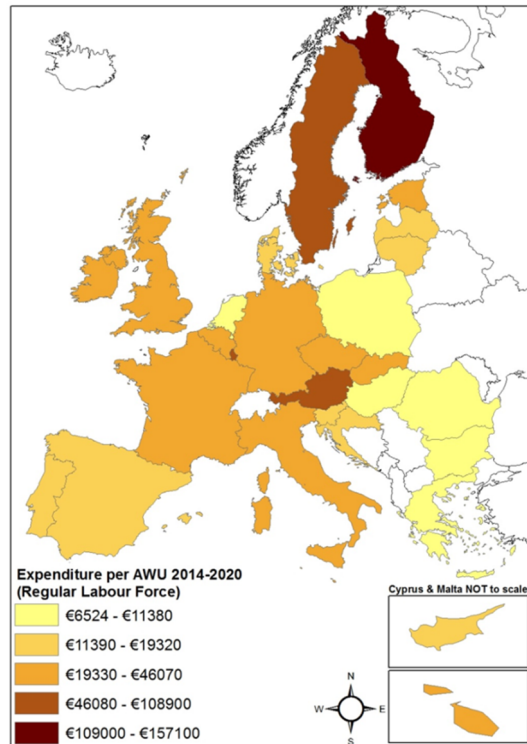 Expenditure per AWU 2014-2020
(Regular Labour Force)
€6524 - €11380
€11390 - €19320
€19330 - €46070
€46080 - €108900
€109000 - €157100
Cyprus & Malta NOT to scale
N
W E
S